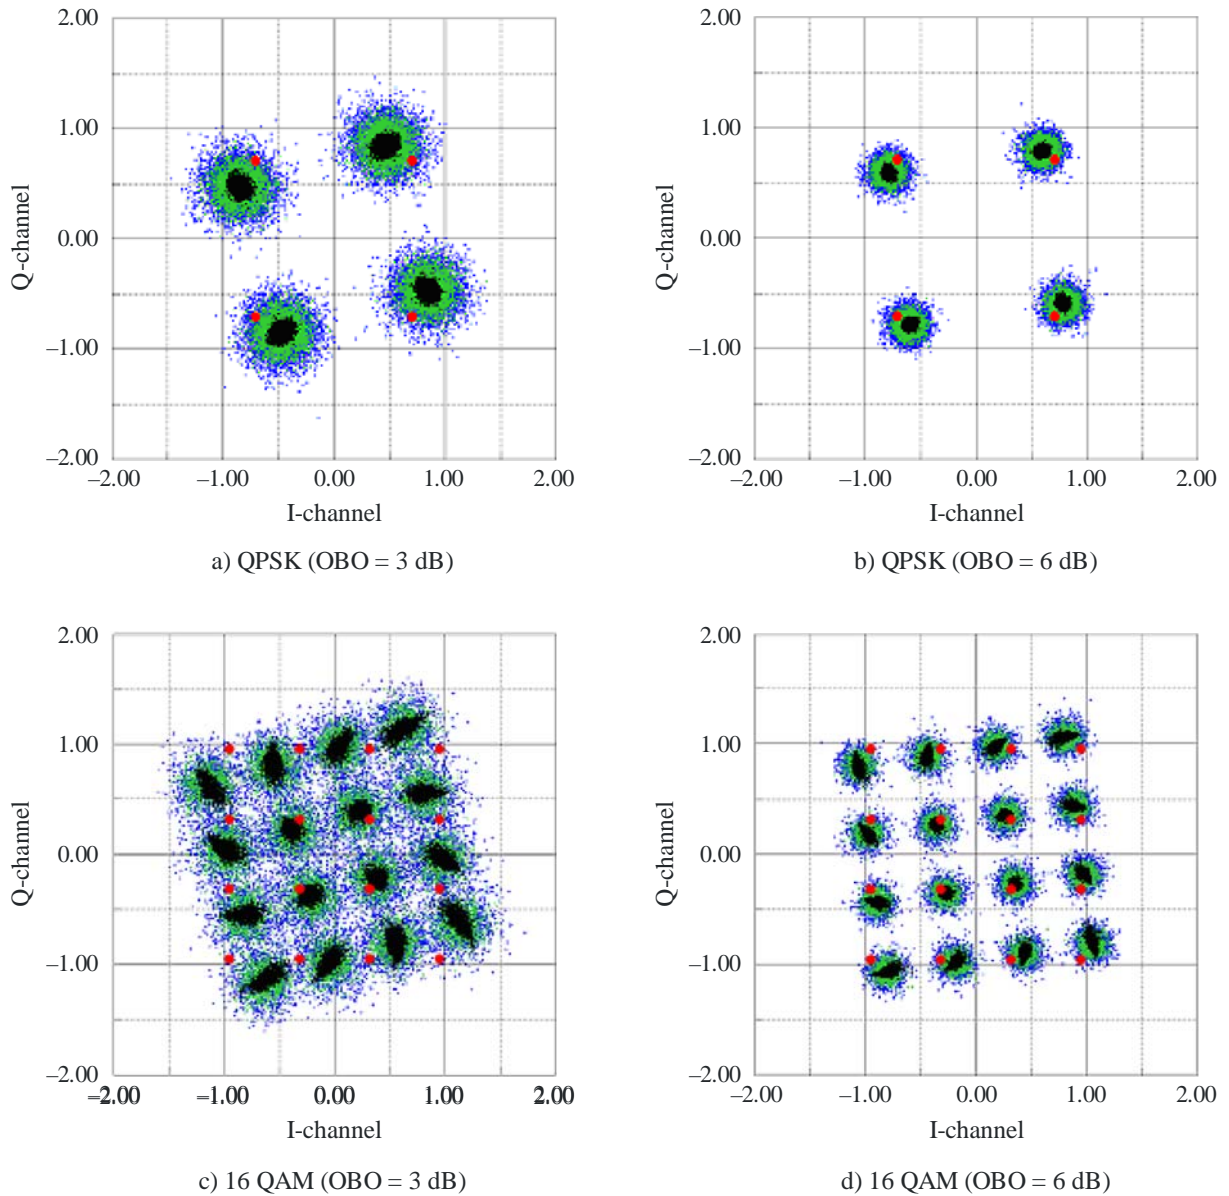 2.00
1.00
0.00
–1.00
–2.00
Q-channel
–2.00 –1.00 0.00 1.00 2.00
I-channel
a) QPSK (OBO = 3 dB)
2.00
1.00
0.00
–1.00
–2.00
Q-channel
–2.00 –1.00 0.00 1.00 2.00
I-channel
b) QPSK (OBO = 6 dB)
2.00
1.00
0.00
–1.00
–2.00
Q-channel
–2.00 –1.00 0.00 1.00 2.00
I-channel
c) 16 QAM (OBO = 3 dB)
2.00
1.00
0.00
–1.00
–2.00
Q-channel
–2.00 –1.00 0.00 1.00 2.00
I-channel
d) 16 QAM (OBO = 6 dB)